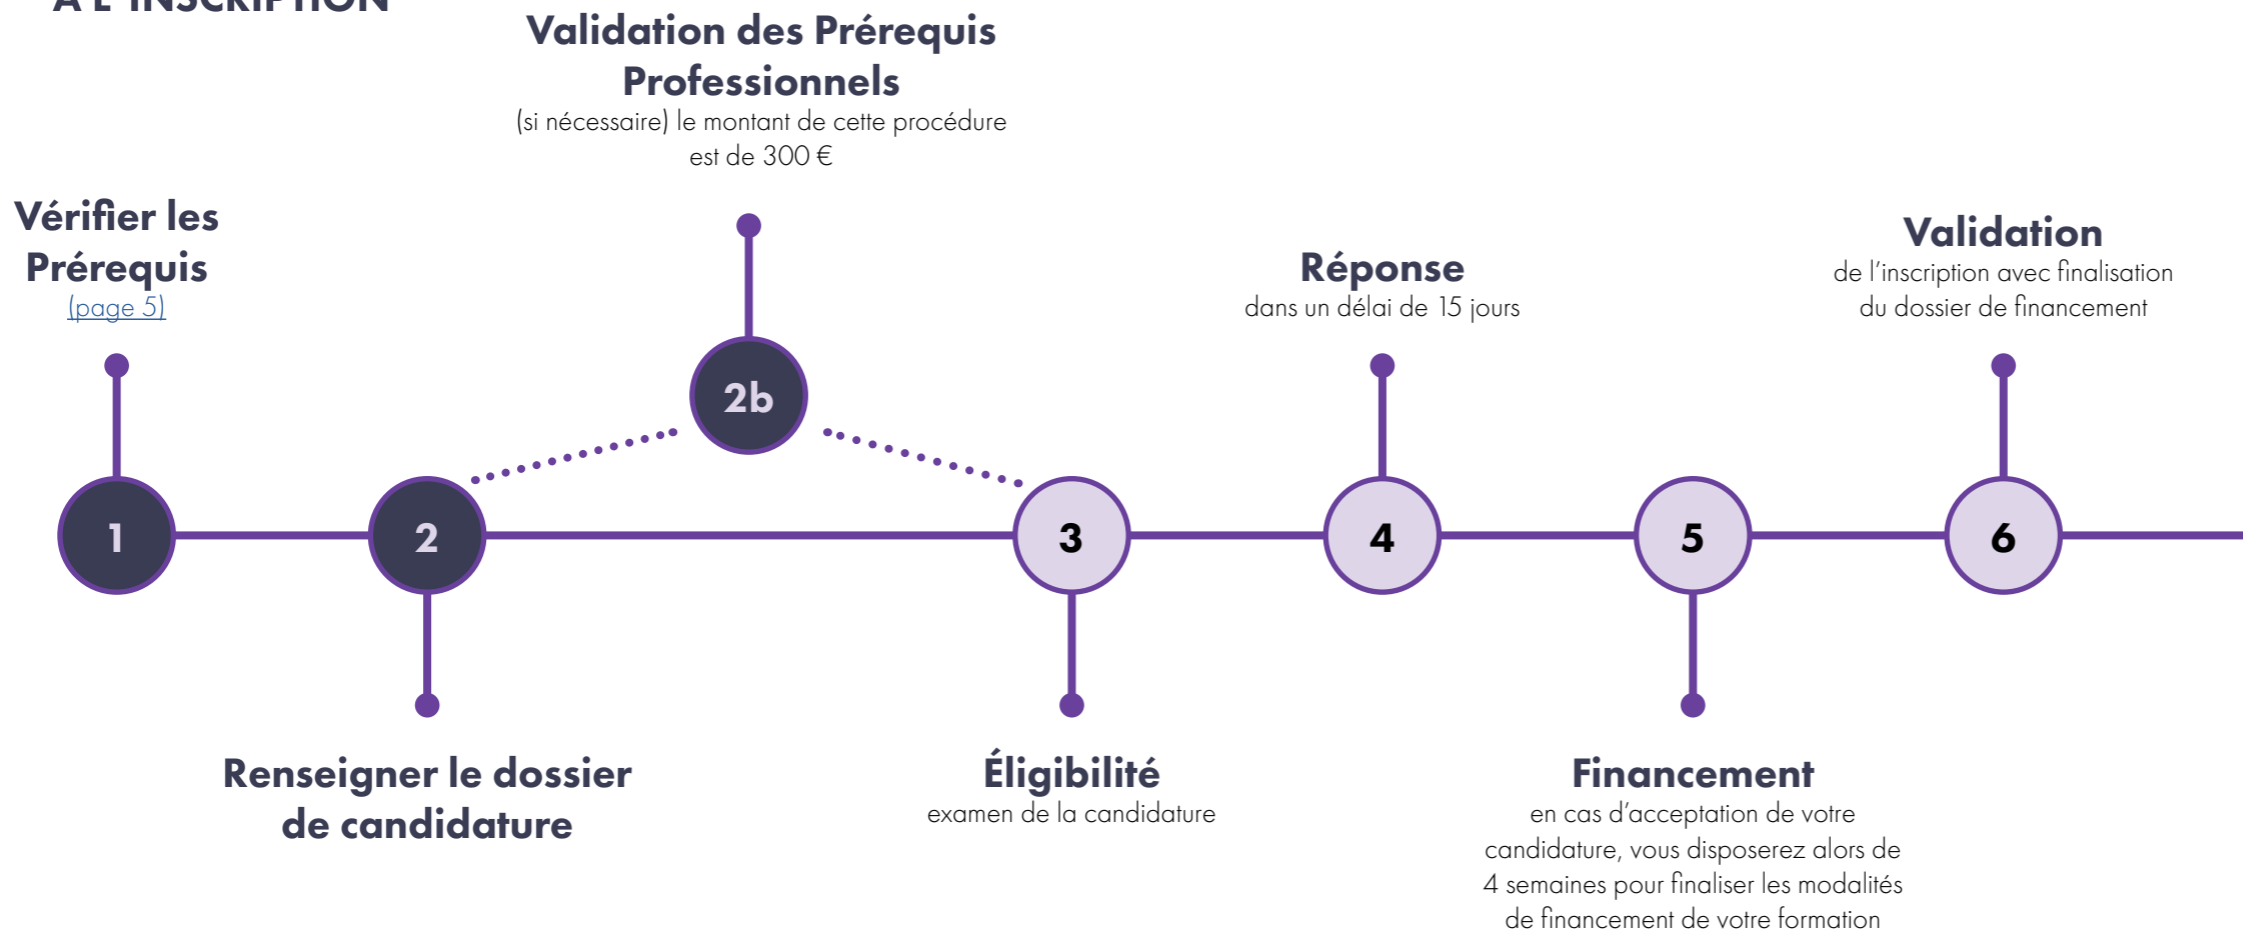 À L'INSCRIPTION
Validation des Prérequis
Professionnels
(si nécessaire) le montant de cette procédure
est de 300 €
Vérifier les
Prérequis
(page 5)
Réponse
dans un délai de 15 jours
Validation
de l'inscription avec finalisation
du dossier de financement
2b
1
2
3
4
5
6
Renseigner le dossier
de candidature
Éligibilité
examen de la candidature
Financement
en cas d'acceptation de votre
candidature, vous disposerez alors de
4 semaines pour finaliser les modalités
de financement de votre formation